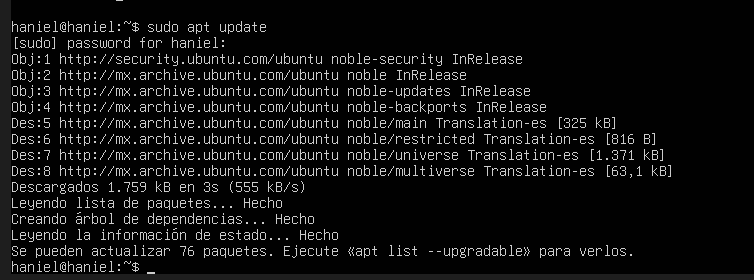 haniel@haniel:~$ sudo apt update
[sudo] password for haniel:
Obj:1 http://security.ubuntu.com/ubuntu noble-security InRelease
Obj:2 http://mx.archive.ubuntu.com/ubuntu noble InRelease
Obj:3 http://mx.archive.ubuntu.com/ubuntu noble-updates InRelease
Obj:4 http://mx.archive.ubuntu.com/ubuntu noble-backports InRelease
Des:5 http://mx.archive.ubuntu.com/ubuntu noble/main Translation-es [325 kB]
Des:6 http://mx.archive.ubuntu.com/ubuntu noble/restricted Translation-es [816 B]
Des:7 http://mx.archive.ubuntu.com/ubuntu noble/universe Translation-es [1.371 kB]
Des:8 http://mx.archive.ubuntu.com/ubuntu noble/multiverse Translation-es [63,1 kB]
Descargados 1.759 kB en 3s (555 kB/s)
Leyendo lista de paquetes... Hecho
Creando árbol de dependencias... Hecho
Leyendo la información de estado... Hecho
Se pueden actualizar 76 paquetes. Ejecute «apt list --upgradable» para verlos.
haniel@haniel:~$ _